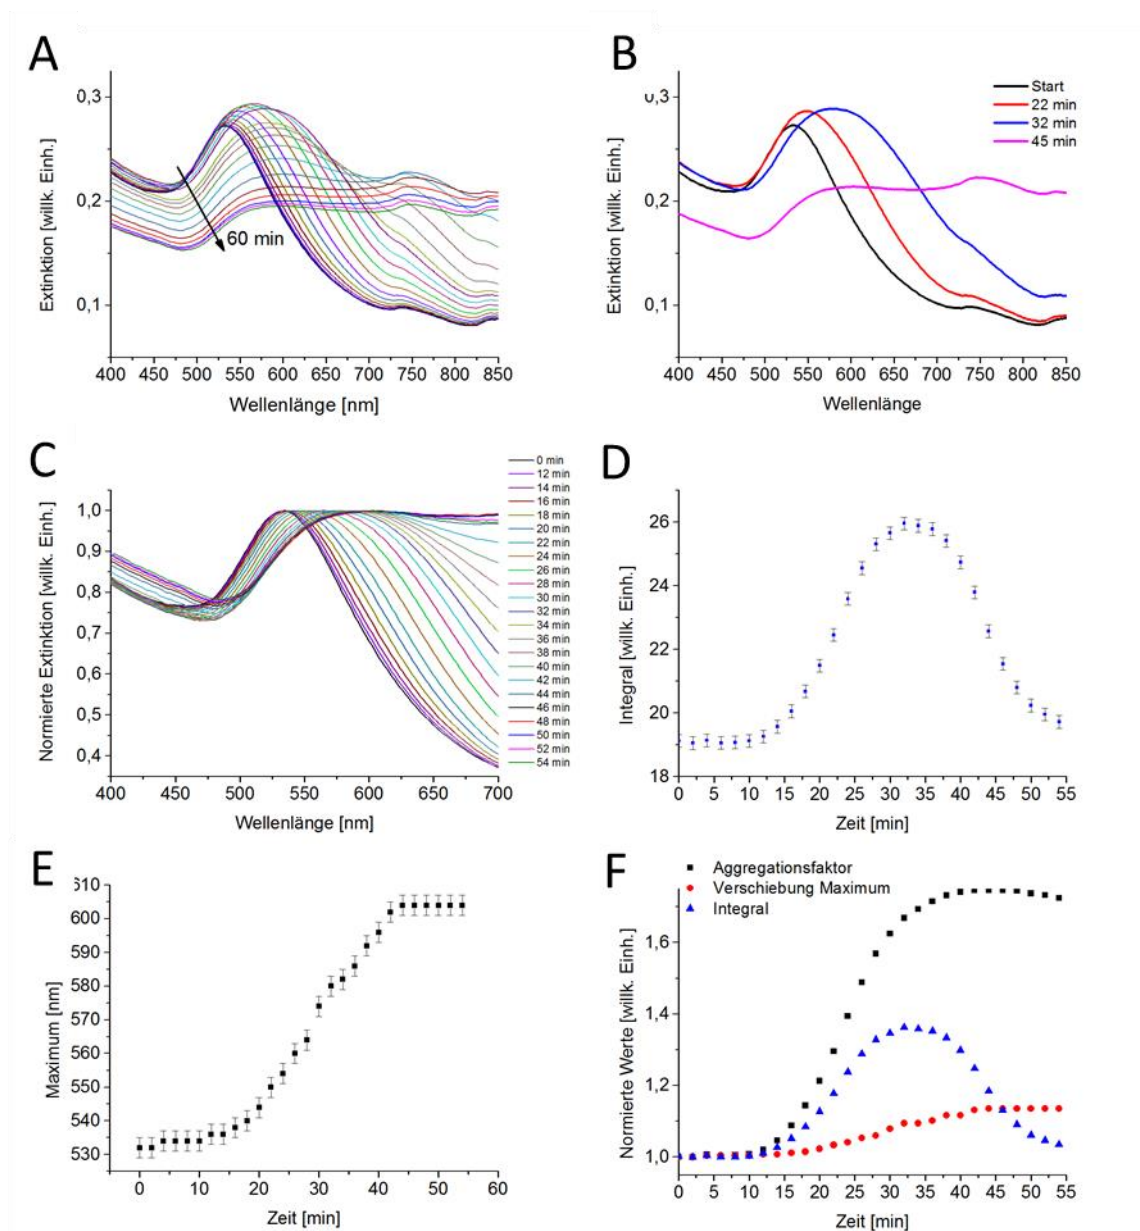 A
0,3
0,2
0,1
60 min
Extinktion [willk. Einh.]
400 450 500 550 600 650 700 750 800 850
Wellenlänge [nm]
B
0,3
0,2
0,1
Start
22 min
32 min
45 min
Extinktion [willk. Einh.]
400 450 500 550 600 650 700 750 800 850
Wellenlänge
C
1,0
0,9
0,8
0,7
0,6
0,5
0,4
Normierte Extinktion [willk. Einh.]
400 450 500 550 600 650 700
Wellenlänge [nm]
0 min
12 min
14 min
16 min
18 min
20 min
22 min
24 min
26 min
28 min
30 min
32 min
34 min
36 min
38 min
40 min
42 min
44 min
46 min
48 min
50 min
52 min
54 min
D
26
24
22
20
18
Integral [willk. Einh.]
0 5 10 15 20 25 30 35 40 45 50 55
Zeit [min]
E
610
600
590
580
570
560
550
540
530
Maximum [nm]
0 10 20 30 40 50 60
Zeit [min]
F
Aggregationsfaktor
Verschiebung Maximum
Integral
1,6
1,4
1,2
1,0
Normierte Werte [willk. Einh.]
0 5 10 15 20 25 30 35 40 45 50 55
Zeit [min]